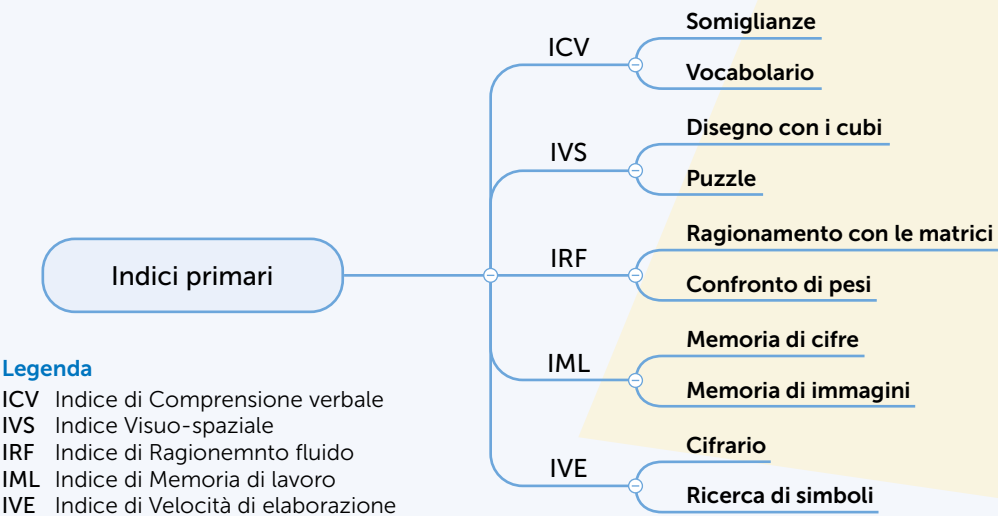 Indici primari
ICV
Somiglianze
Vocabolario
IVS
Disegno con i cubi
Puzzle
IRF
Ragionamento con le matrici
Confronto di pesi
IML
Memoria di cifre
Memoria di immagini
IVE
Cifrario
Ricerca di simboli
Legenda
ICV Indice di Comprensione verbale
IVS Indice Visuo-spaziale
IRF Indice di Ragionemnto fluido
IML Indice di Memoria di lavoro
IVE Indice di Velocità di elaborazione